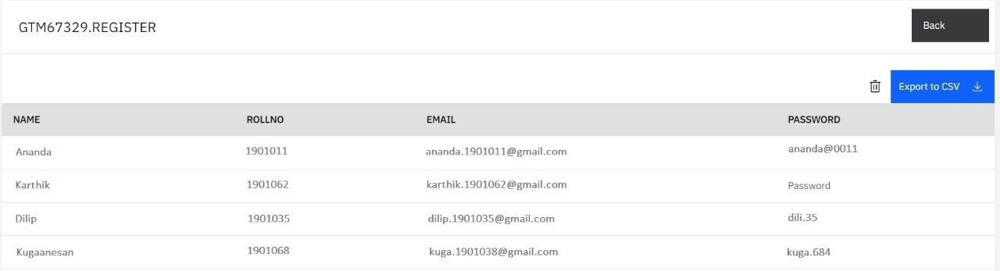 GTM67329.REGISTER
Back
Export to CSV
NAME ROLLNO EMAIL PASSWORD
Ananda 1901011 ananda.1901011@gmail.com ananda@0011
Karthik 1901062 karthik.1901062@gmail.com Password
Dilip 1901035 dilip.1901035@gmail.com dili.35
Kugaanesan 1901068 kuga.1901038@gmail.com kuga.684